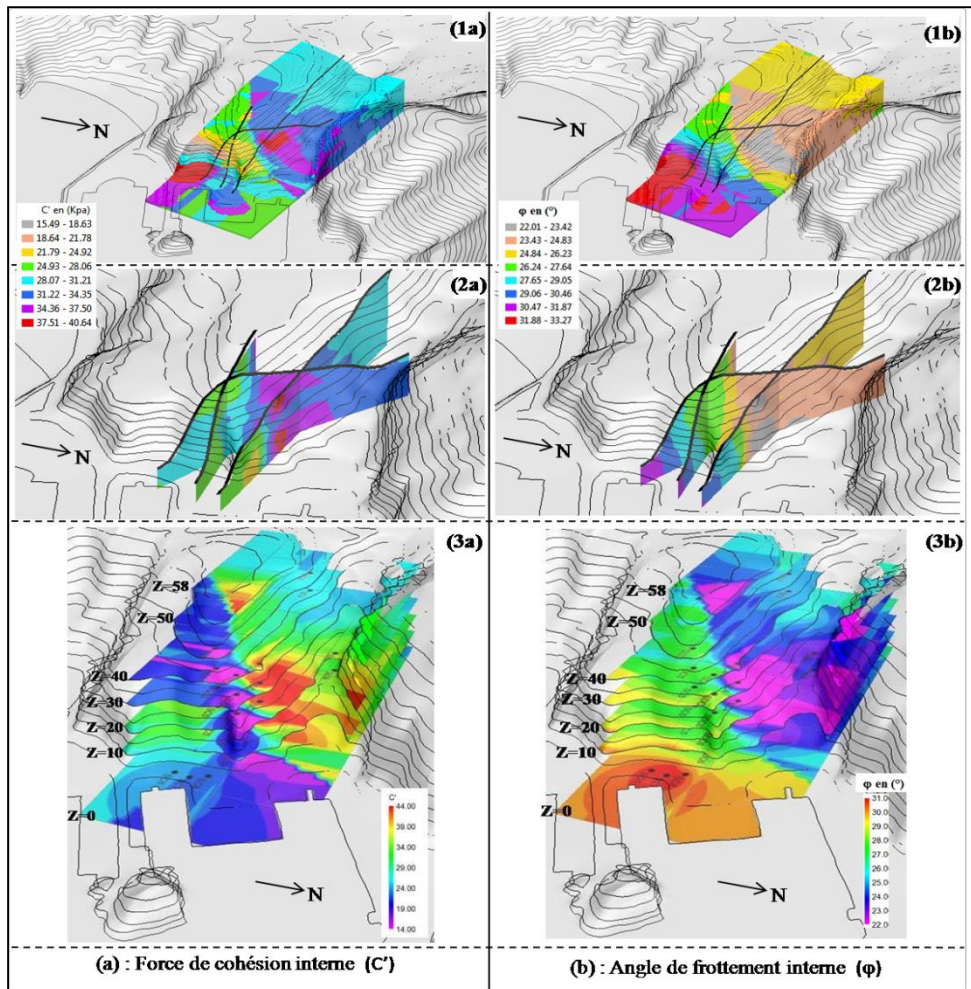 (1a)
N
C' en (Kpa)
15.49 - 18.63
18.64 - 21.78
21.79 - 24.92
24.93 - 28.06
28.07 - 31.21
31.22 - 34.35
34.36 - 37.50
37.51 - 40.64
(1b)
N
φ en (°)
22.01 - 23.42
23.43 - 24.83
24.84 - 26.23
26.24 - 27.64
27.65 - 29.05
29.06 - 30.46
30.47 - 31.87
31.88 - 33.27
(2a)
N
(2b)
N
(3a)
Z=58
Z=50
Z=40
Z=30
Z=20
Z=10
Z=0
C'
44.00
39.00
34.00
29.00
24.00
19.00
14.00
N
(3b)
Z=58
Z=50
Z=40
Z=30
Z=20
Z=10
Z=0
φ en (°)
31.0
30.0
29.0
28.0
27.0
26.0
25.0
24.0
23.0
22.0
N
(a) : Force de cohésion interne (C')
(b) : Angle de frottement interne (φ)